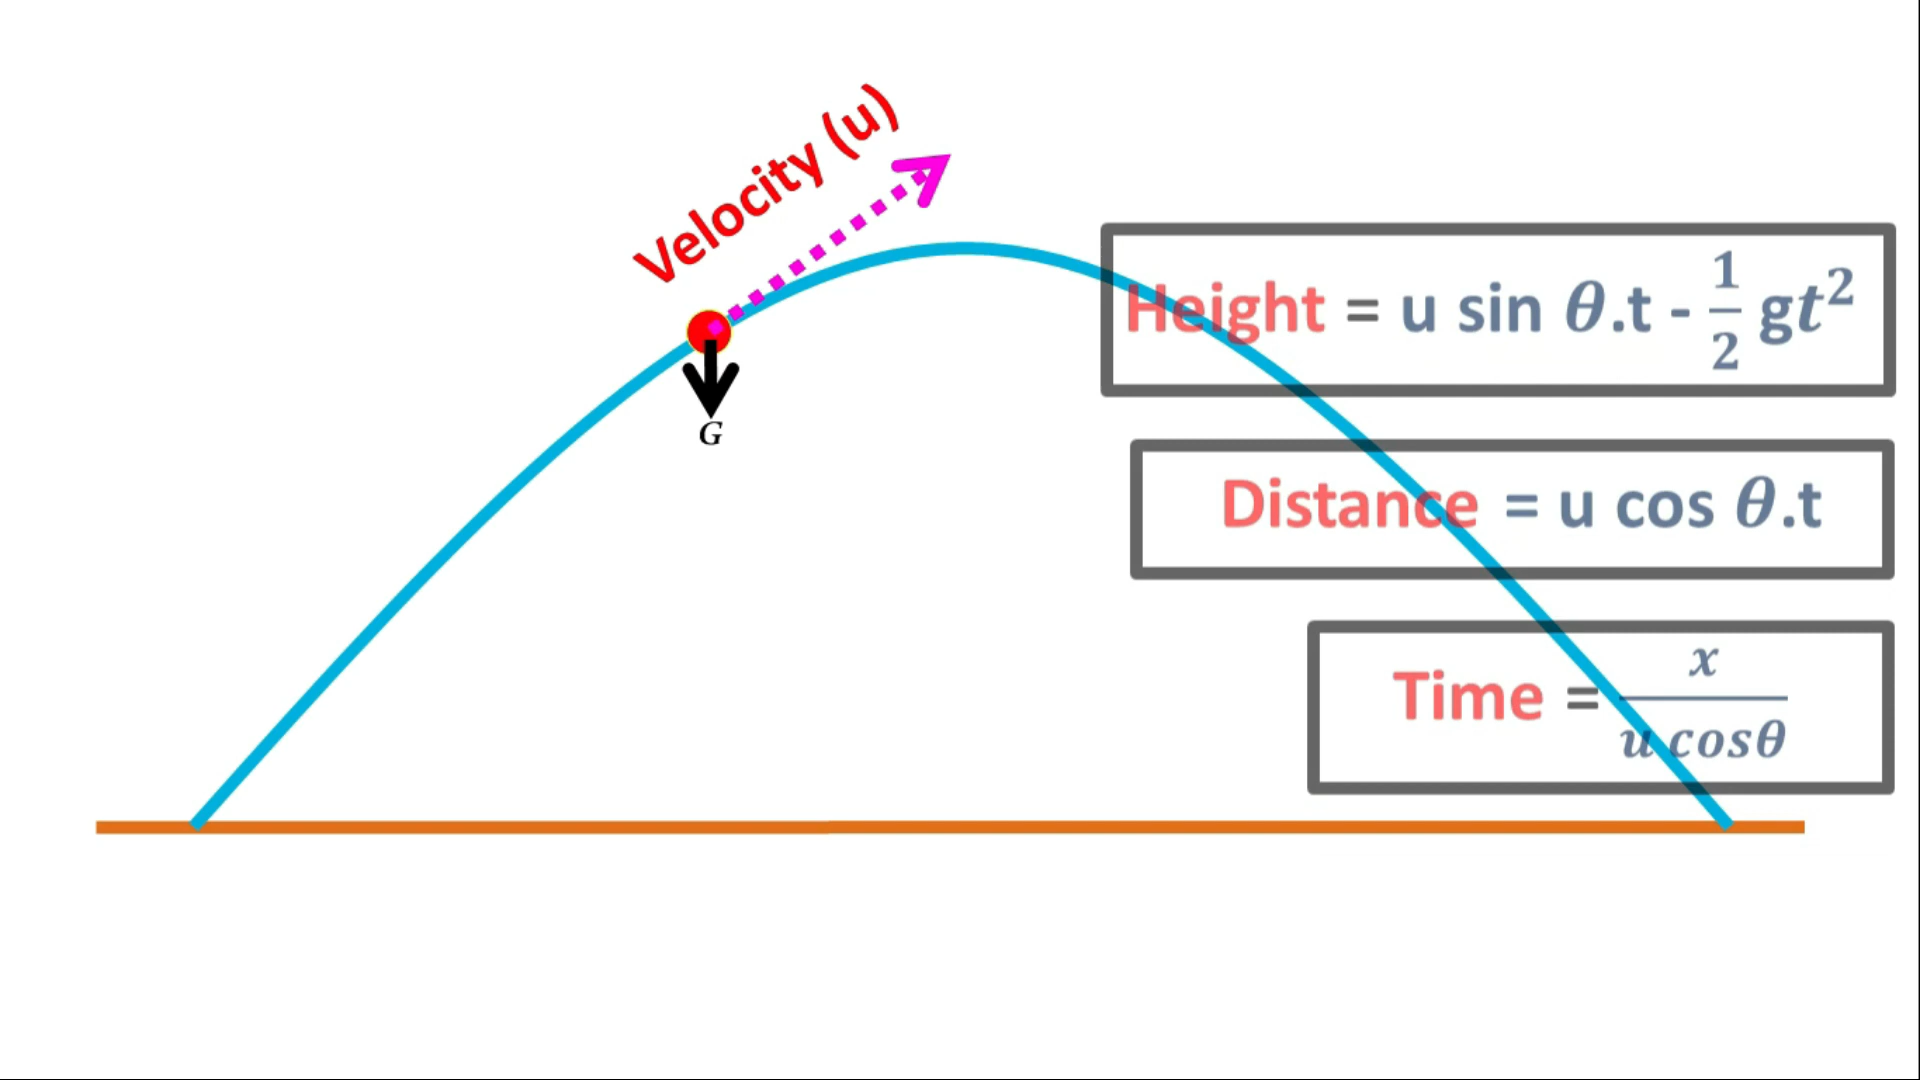 Velocity (u)
G
Height = u sin θ.t - 1/2 gt²
Distance = u cos θ.t
Time = x / u cosθ